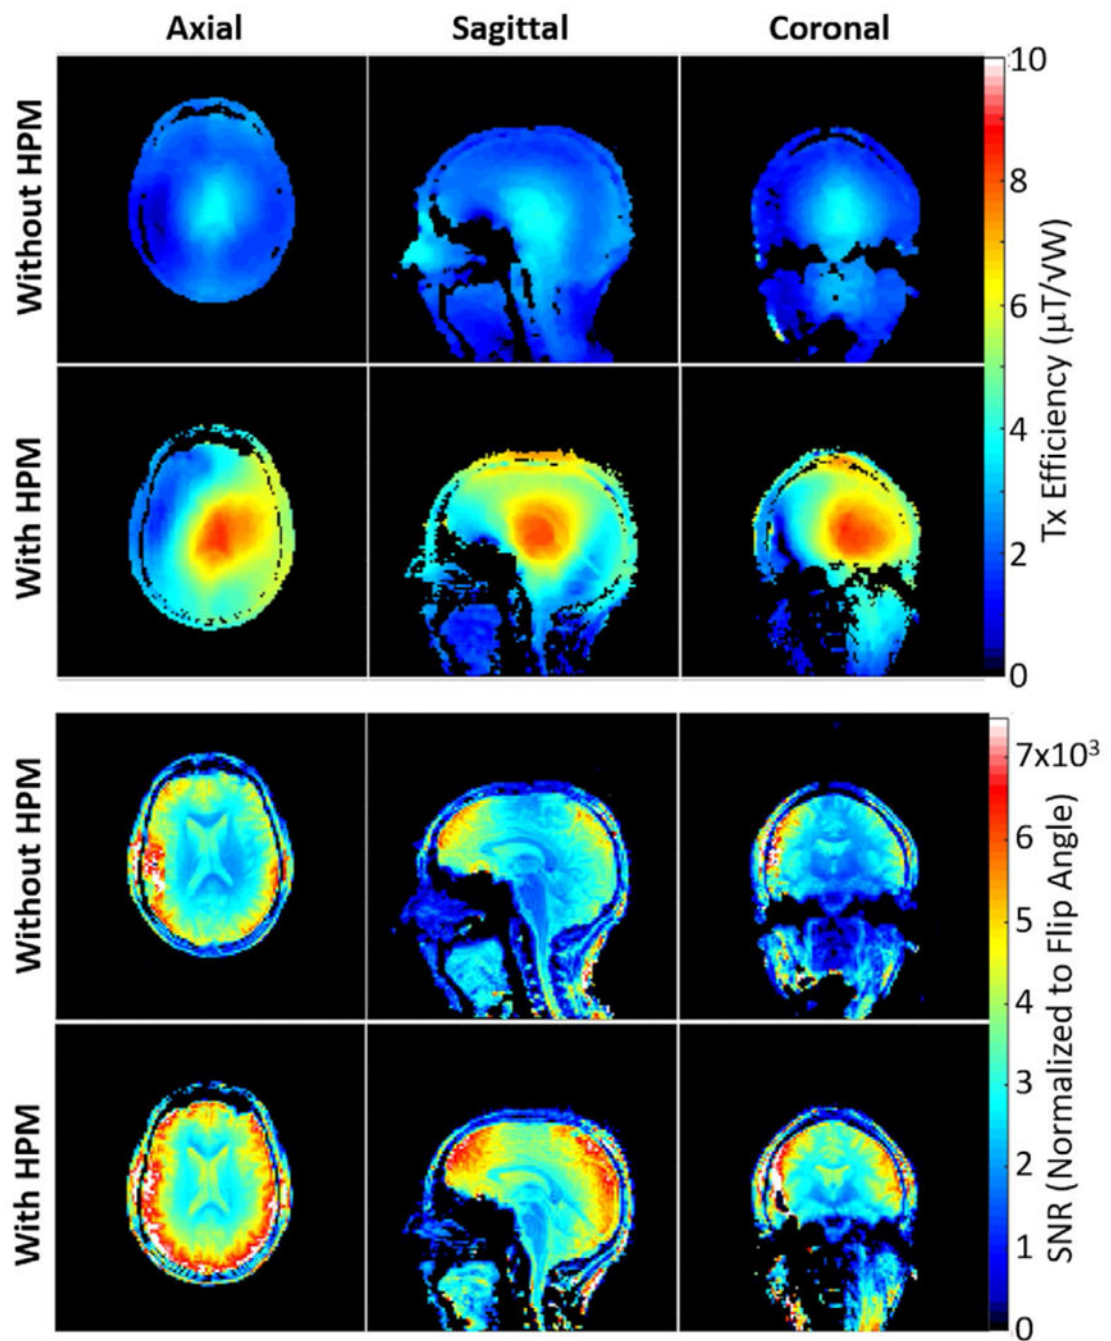 Axial Sagittal Coronal
Without HPM
With HPM
10
8
6
4
2
0
Tx Efficiency (μT/√W)
Without HPM
With HPM
7x10³
6
5
4
3
2
1
0
SNR (Normalized to Flip Angle)